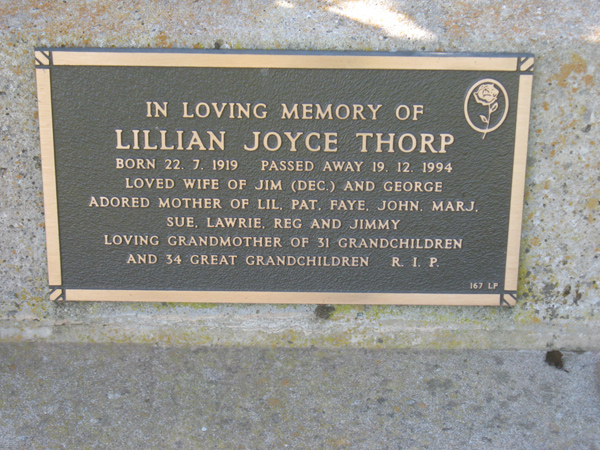 IN LOVING MEMORY OF
LILLIAN JOYCE THORP
BORN 22. 7. 1919 PASSED AWAY 19. 12. 1994
LOVED WIFE OF JIM (DEC.) AND GEORGE
ADORED MOTHER OF LIL, PAT, FAYE, JOHN, MARJ,
SUE, LAWRIE, REG AND JIMMY
LOVING GRANDMOTHER OF 31 GRANDCHILDREN
AND 34 GREAT GRANDCHILDREN R. I. P.
167 LP